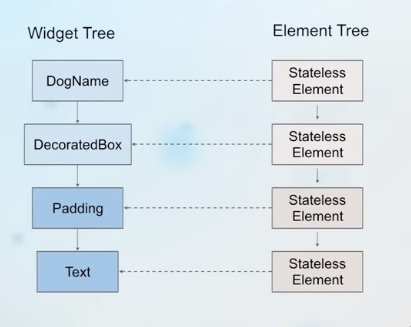 Widget Tree
Element Tree
DogName
Stateless
Element
DecoratedBox
Stateless
Element
Padding
Stateless
Element
Text
Stateless
Element